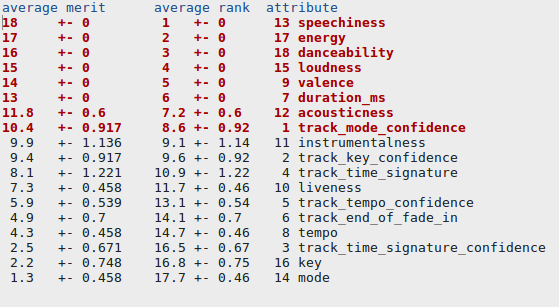 average merit average rank attribute
18 +- 0 1 +- 0 13 speechiness
17 +- 0 2 +- 0 17 energy
16 +- 0 3 +- 0 18 danceability
15 +- 0 4 +- 0 15 loudness
14 +- 0 5 +- 0 9 valence
13 +- 0 6 +- 0 7 duration_ms
11.8 +- 0.6 7.2 +- 0.6 12 acousticness
10.4 +- 0.917 8.6 +- 0.92 1 track_mode_confidence
9.9 +- 1.136 9.1 +- 1.14 11 instrumentalness
9.4 +- 0.917 9.6 +- 0.92 2 track_key_confidence
8.1 +- 1.221 10.9 +- 1.22 4 track_time_signature
7.3 +- 0.458 11.7 +- 0.46 10 liveness
5.9 +- 0.539 13.1 +- 0.54 5 track_tempo_confidence
4.9 +- 0.7 14.1 +- 0.7 6 track_end_of_fade_in
4.3 +- 0.458 14.7 +- 0.46 8 tempo
2.5 +- 0.671 16.5 +- 0.67 3 track_time_signature_confidence
2.2 +- 0.748 16.8 +- 0.75 16 key
1.3 +- 0.458 17.7 +- 0.46 14 mode